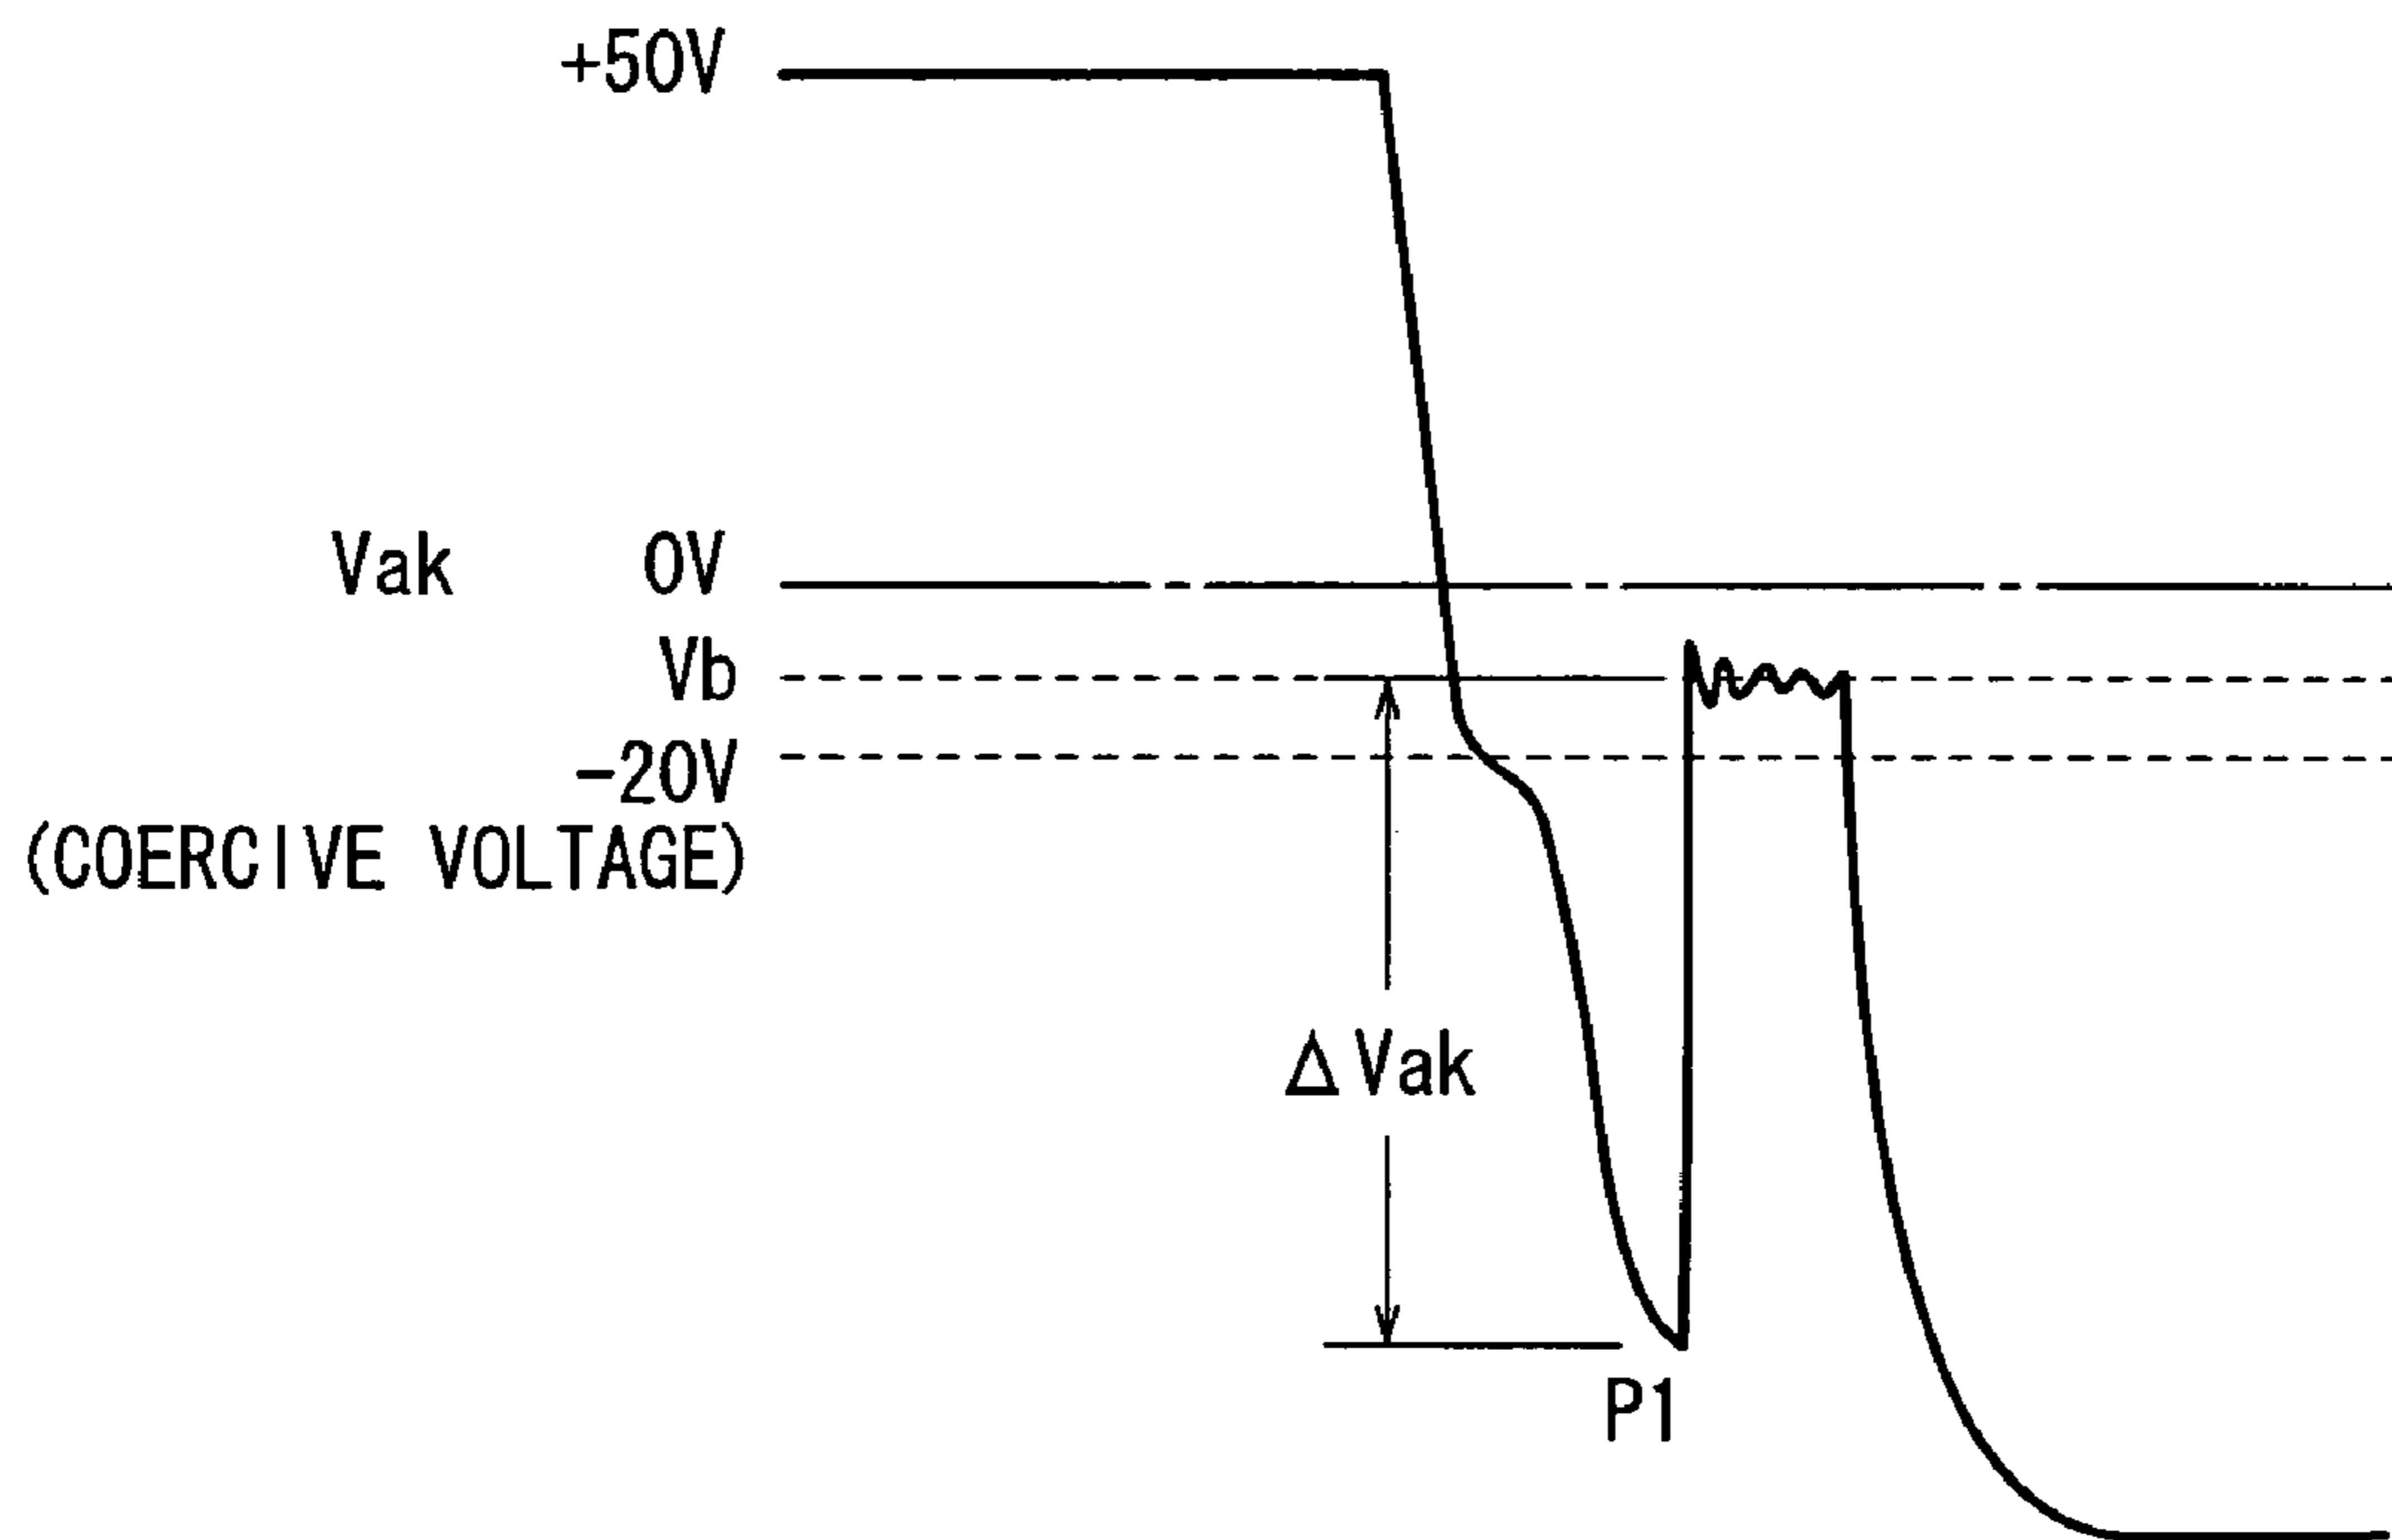 +50V
Vak 0V
Vb
-20V
(COERCIVE VOLTAGE)
ΔVak
P1